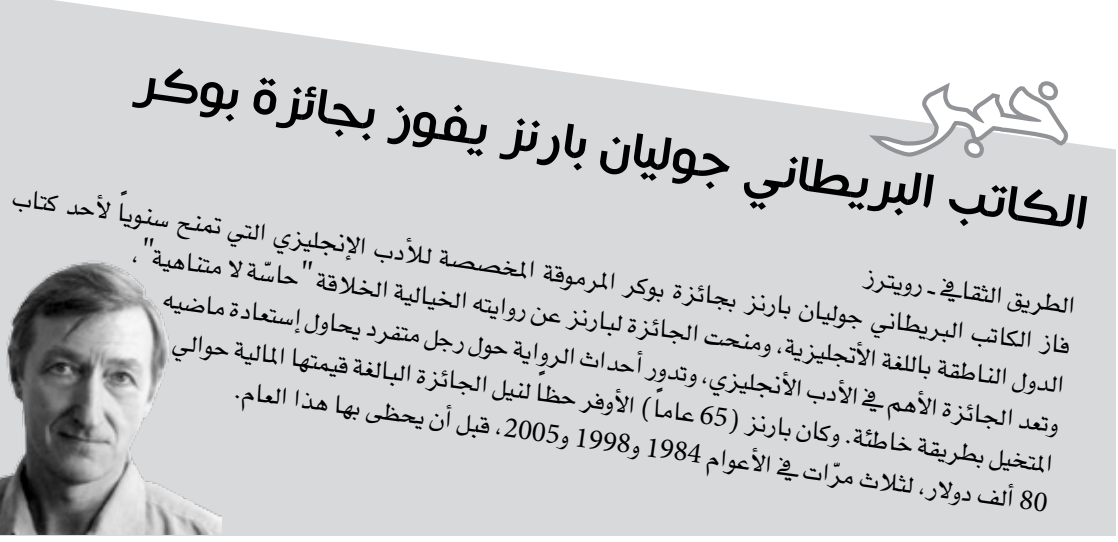 خبر
الكاتب البريطاني جوليان بارنز يفوز بجائزة بوكر
الطريق الثقافي ـ رويترز
فاز الكاتب البريطاني جوليان بارنز بجائزة بوكر المرموقة المخصصة للأدب الإنجليزي التي تمنح سنوياً لأحد كتاب
الدول الناطقة باللغة الأنجليزية، ومنحت الجائزة لبارنز عن روايته الخيالية الخلاقة "حاسّة لا متناهية"،
وتعد الجائزة الأهم في الأدب الأنجليزي، وتدور أحداث الرواية حول رجل متفرد يحاول إستعادة ماضيه
المتخيل بطريقة خاطئة. وكان بارنز (65 عاماً) الأوفر حظاً لنيل الجائزة البالغة قيمتها المالية حوالي
80 ألف دولار، لثلاث مرّات في الأعوام 1984 و1998 و2005، قبل أن يحظى بها هذا العام.